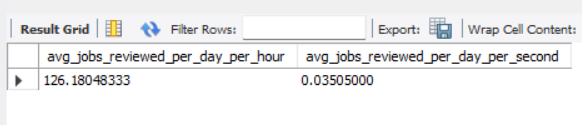 Result Grid Filter Rows: Export: Wrap Cell Content:
avg_jobs_reviewed_per_day_per_hour avg_jobs_reviewed_per_day_per_second
126.18048333 0.03505000